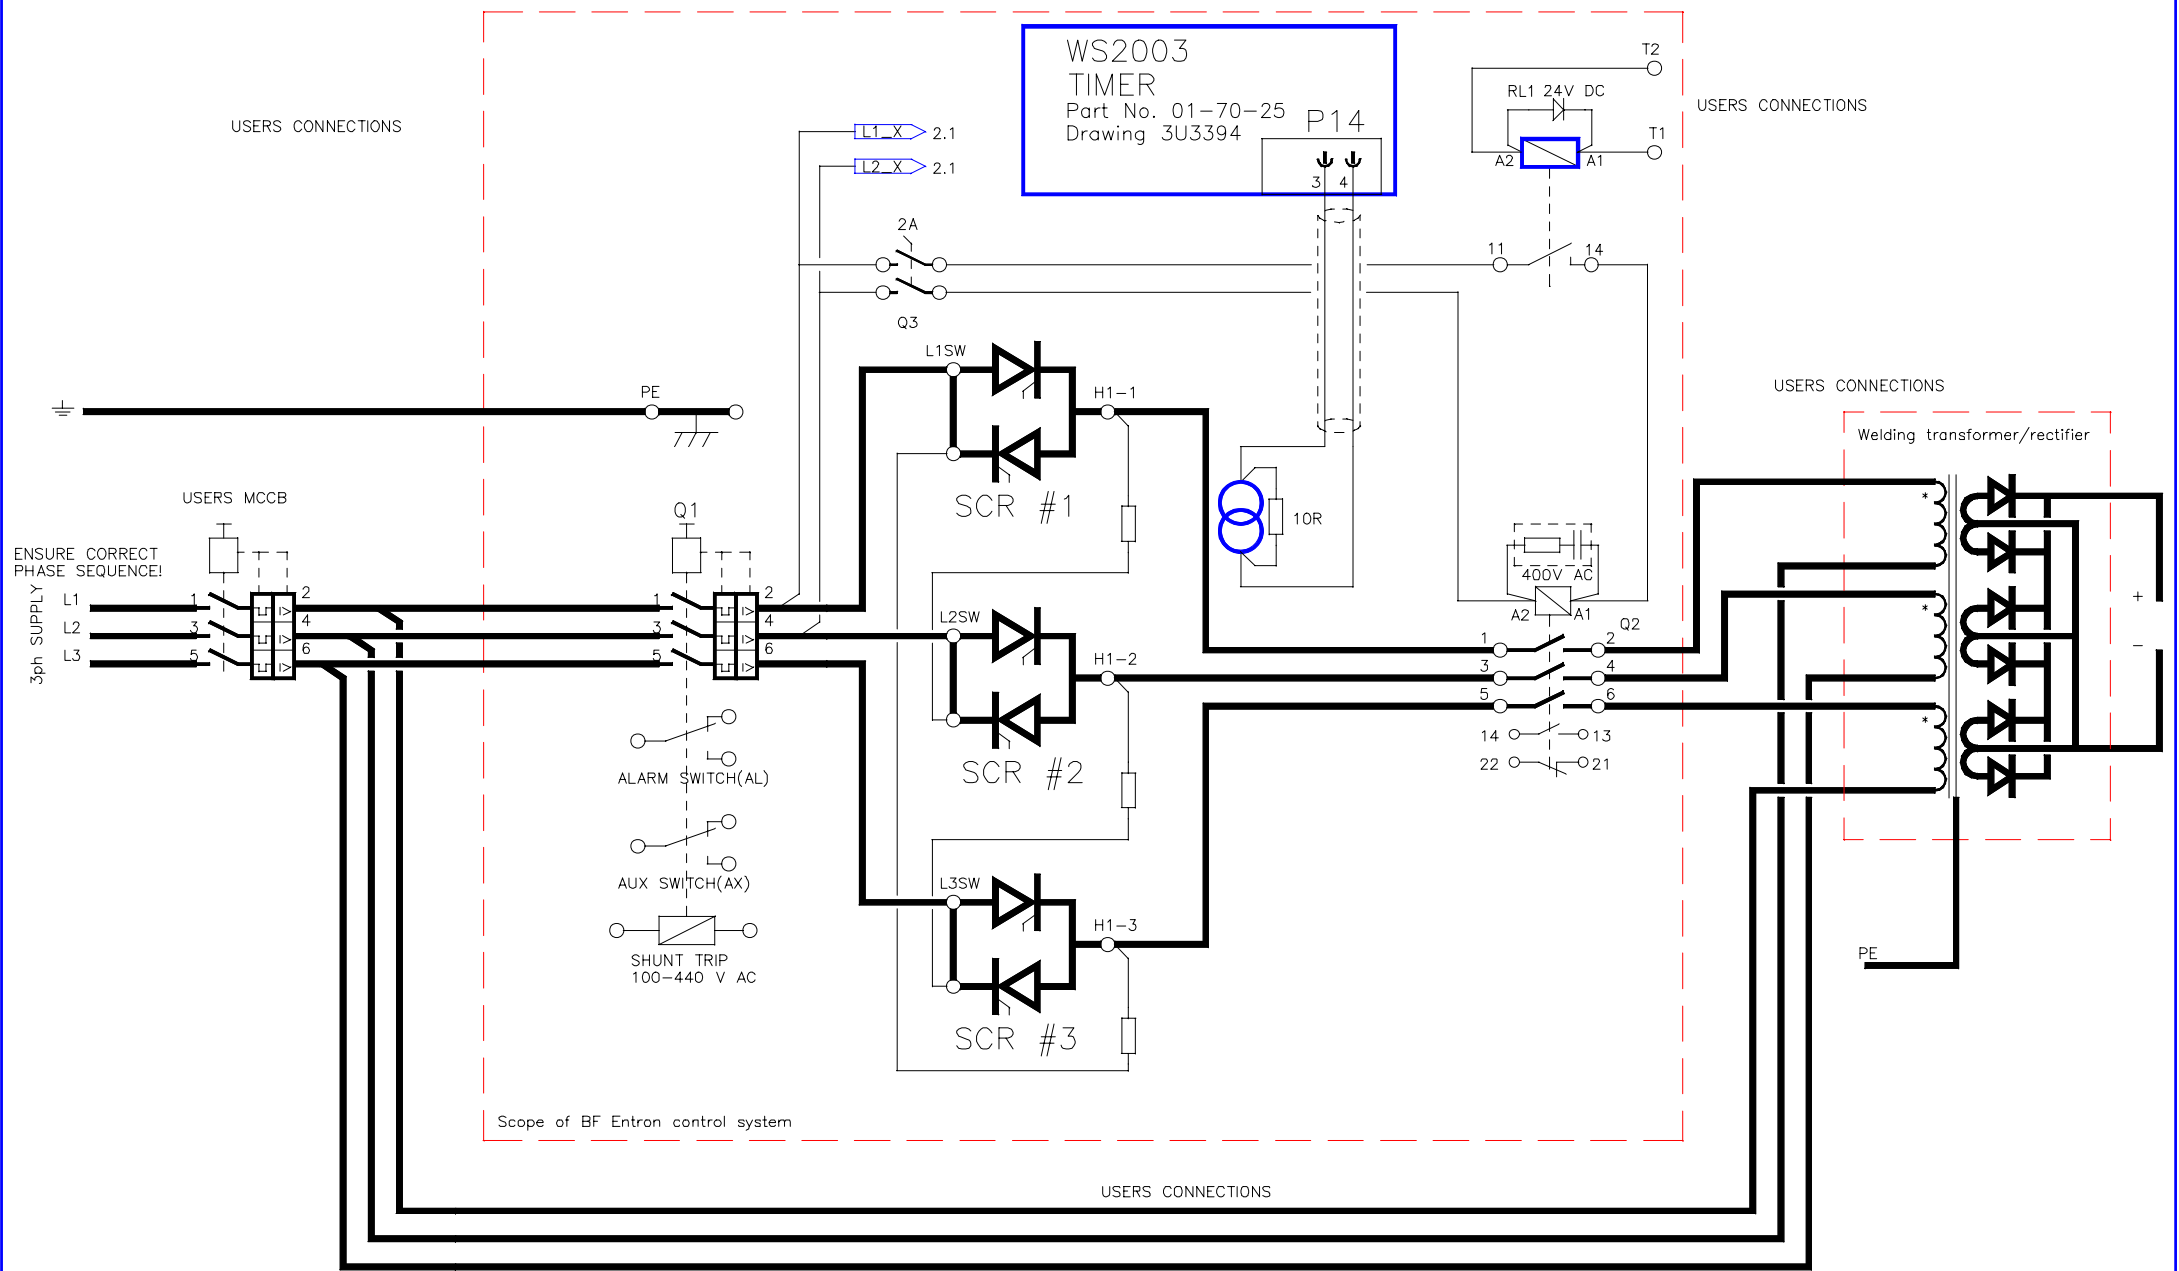 WS2003
TIMER
Part No. 01-70-25
Drawing 3U3394
P14
3 4
T2
RL1 24V DC
T1
A2 A1
USERS CONNECTIONS
USERS CONNECTIONS
L1_X 2.1
L2_X 2.1
2A
Q3
11 14
L1SW
H1-1
SCR #1
PE
USERS CONNECTIONS
Welding transformer/rectifier
USERS MCCB
Q1
10R
ENSURE CORRECT
PHASE SEQUENCE!
3ph SUPPLY
L1 1 2
L2 3 4
L3 5 6
1 2
3 4
5 6
400V AC
A2 A1
Q2
1 2
3 4
5 6
14 13
22 21
* 
*
*
+
-
L2SW
H1-2
SCR #2
ALARM SWITCH(AL)
AUX SWITCH(AX)
SHUNT TRIP
100-440 V AC
L3SW
H1-3
SCR #3
PE
Scope of BF Entron control system
USERS CONNECTIONS